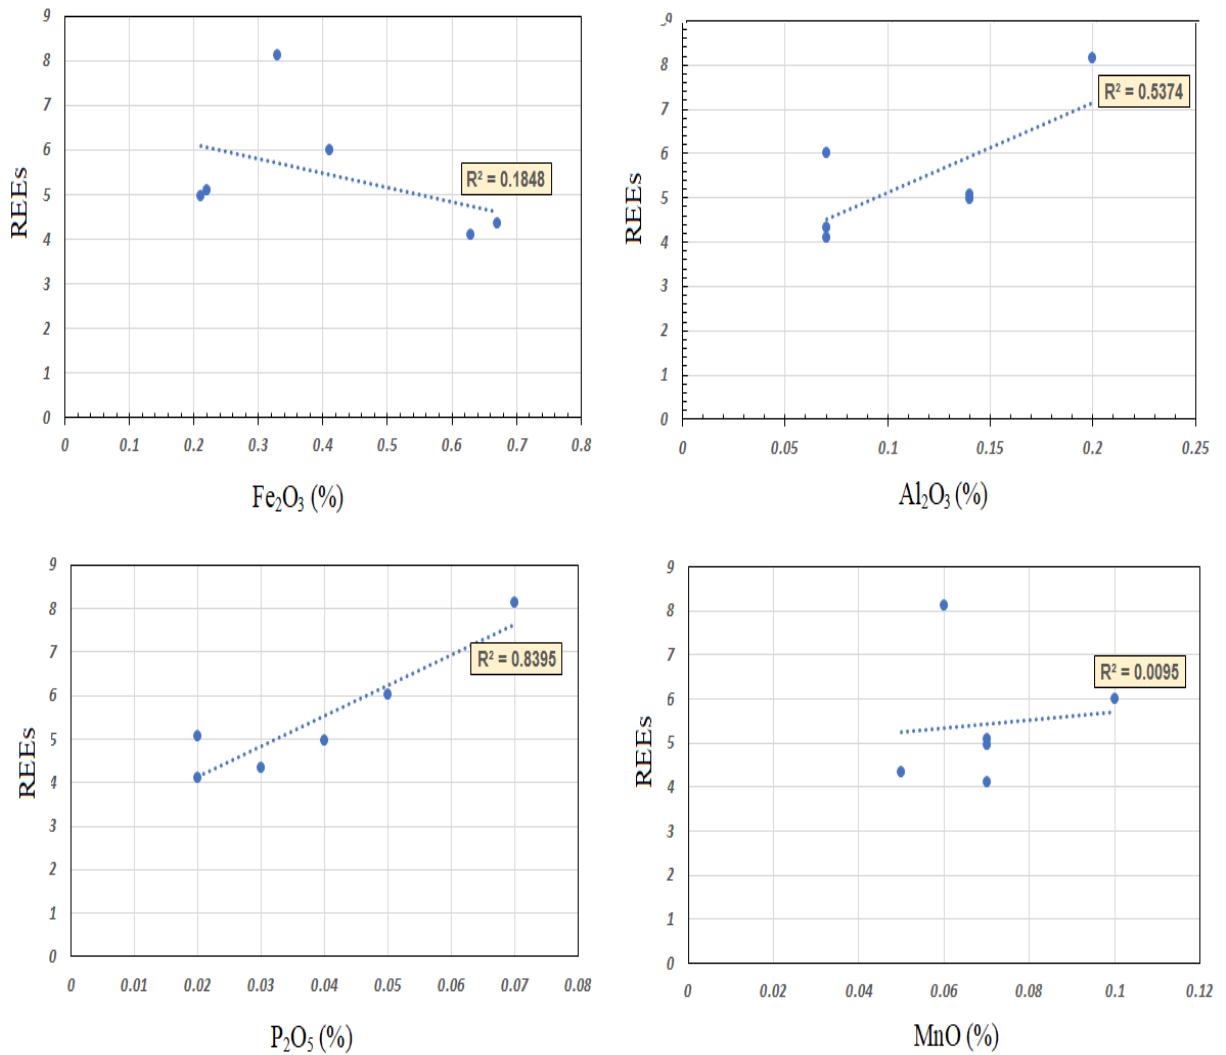 9
8
7
6
5
4
3
2
1
0
REEs
R² = 0.1848
0 0.1 0.2 0.3 0.4 0.5 0.6 0.7 0.8
Fe₂O₃ (%)
9
8
7
6
5
4
3
2
1
0
REEs
R² = 0.5374
0 0.05 0.1 0.15 0.2 0.25
Al₂O₃ (%)
9
8
7
6
5
4
3
2
1
0
REEs
R² = 0.8395
0 0.01 0.02 0.03 0.04 0.05 0.06 0.07 0.08
P₂O₅ (%)
9
8
7
6
5
4
3
2
1
0
REEs
R² = 0.0095
0 0.02 0.04 0.06 0.08 0.1 0.12
MnO (%)